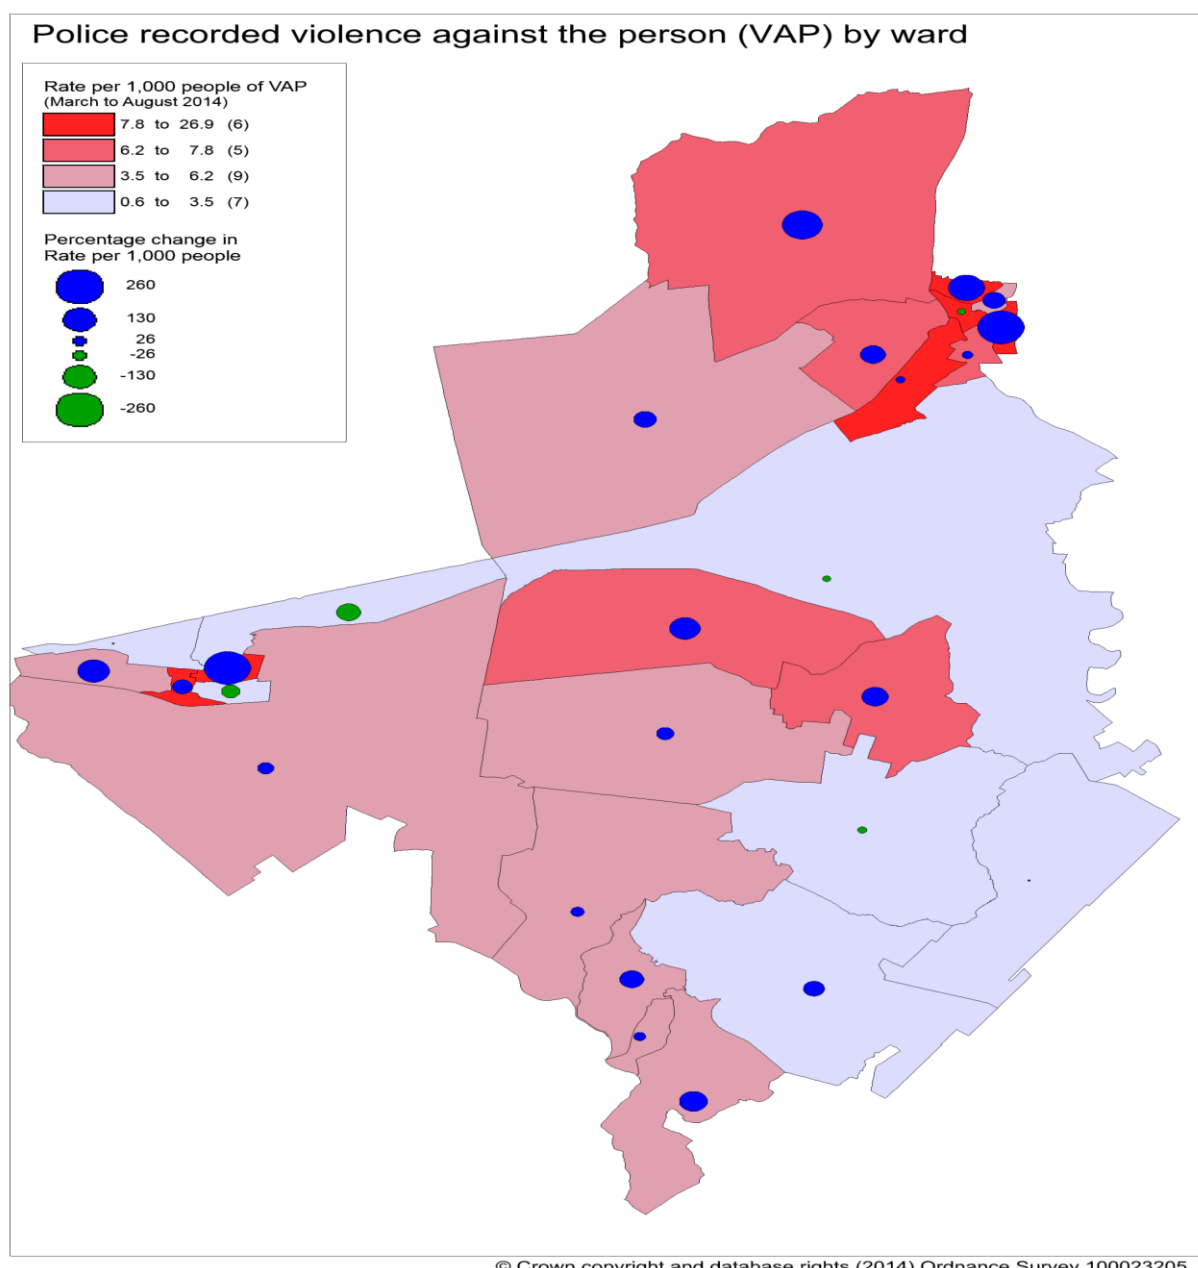 Police recorded violence against the person (VAP) by ward
Rate per 1,000 people of VAP
(March to August 2014)
7.8 to 26.9 (6)
6.2 to 7.8 (5)
3.5 to 6.2 (9)
0.6 to 3.5 (7)
Percentage change in
Rate per 1,000 people
260
130
26
-26
-130
-260
© Crown copyright and database rights (2014) Ordnance Survey 100023205